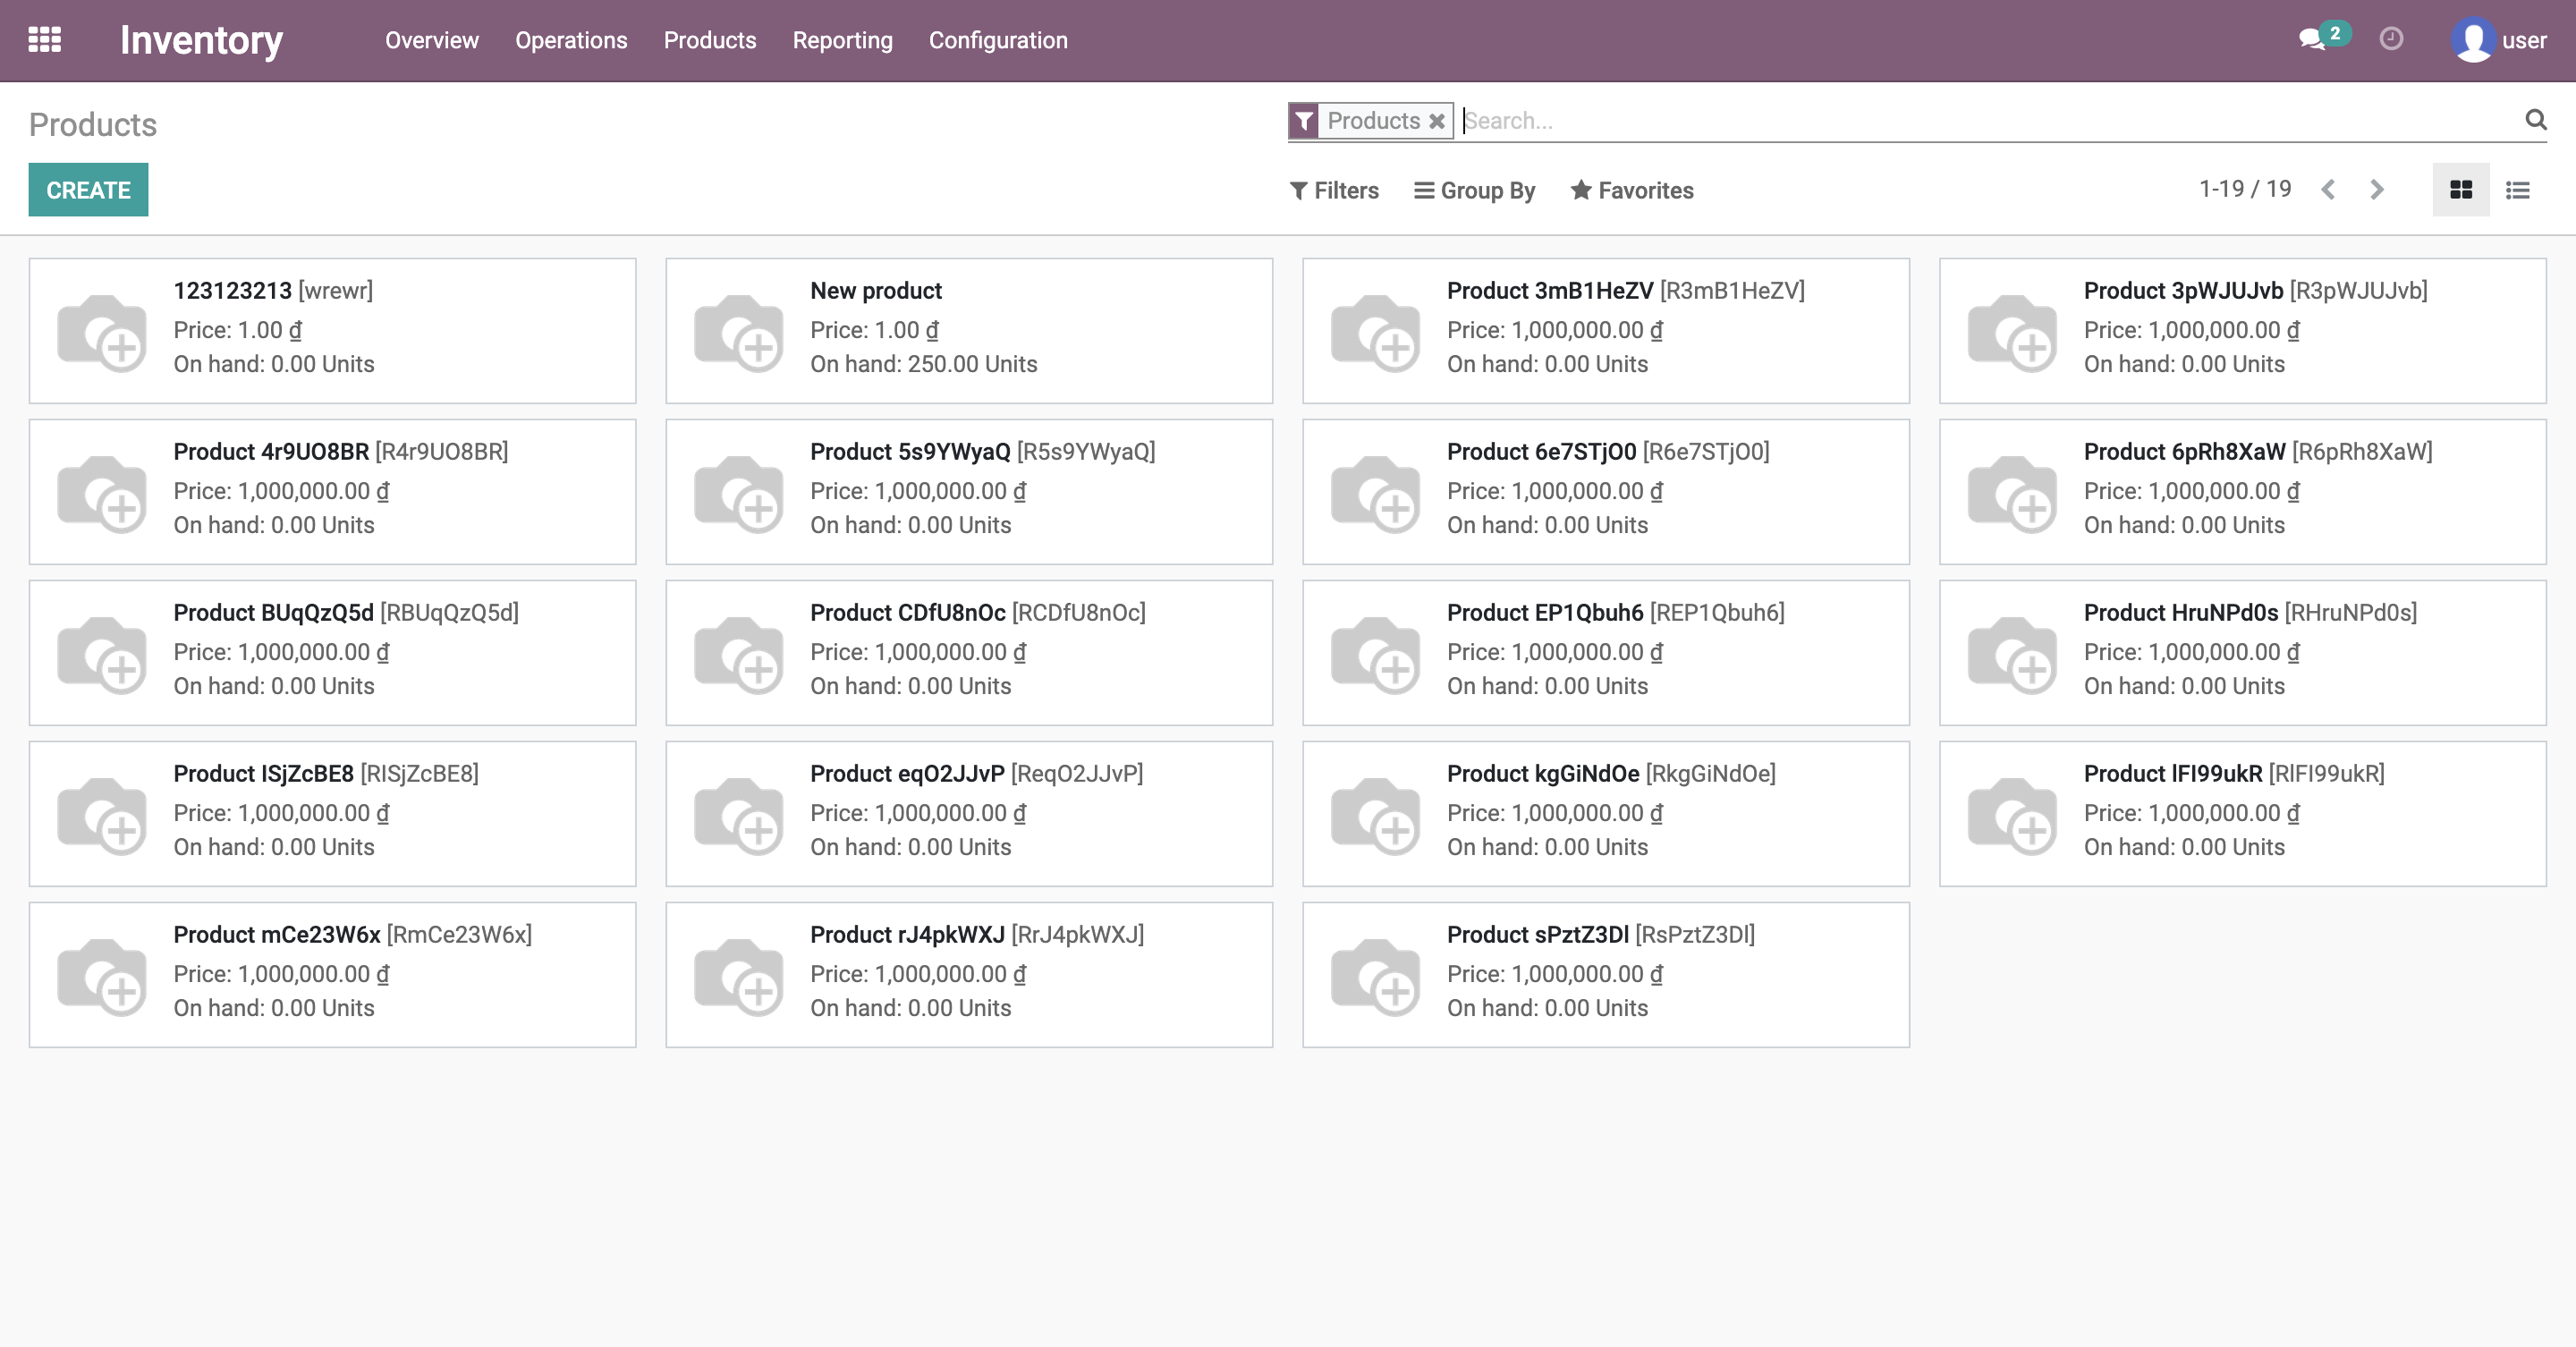 Inventory Overview Operations Products Reporting Configuration 2 user
Products
Products Search...
CREATE
Filters Group By Favorites 1-19 / 19
123123213 [wrewr]
Price: 1.00 ₫
On hand: 0.00 Units
New product
Price: 1.00 ₫
On hand: 250.00 Units
Product 3mB1HeZV [R3mB1HeZV]
Price: 1,000,000.00 ₫
On hand: 0.00 Units
Product 3pWJUJvb [R3pWJUJvb]
Price: 1,000,000.00 ₫
On hand: 0.00 Units
Product 4r9UO8BR [R4r9UO8BR]
Price: 1,000,000.00 ₫
On hand: 0.00 Units
Product 5s9YWyaQ [R5s9YWyaQ]
Price: 1,000,000.00 ₫
On hand: 0.00 Units
Product 6e7STjO0 [R6e7STjO0]
Price: 1,000,000.00 ₫
On hand: 0.00 Units
Product 6pRh8XaW [R6pRh8XaW]
Price: 1,000,000.00 ₫
On hand: 0.00 Units
Product BUqQzQ5d [RBUqQzQ5d]
Price: 1,000,000.00 ₫
On hand: 0.00 Units
Product CDfU8nOc [RCDfU8nOc]
Price: 1,000,000.00 ₫
On hand: 0.00 Units
Product EP1Qbuh6 [REP1Qbuh6]
Price: 1,000,000.00 ₫
On hand: 0.00 Units
Product HruNPd0s [RHruNPd0s]
Price: 1,000,000.00 ₫
On hand: 0.00 Units
Product ISjZcBE8 [RISjZcBE8]
Price: 1,000,000.00 ₫
On hand: 0.00 Units
Product eqO2JJvP [ReqO2JJvP]
Price: 1,000,000.00 ₫
On hand: 0.00 Units
Product kgGiNdOe [RkgGiNdOe]
Price: 1,000,000.00 ₫
On hand: 0.00 Units
Product lFI99ukR [RlFI99ukR]
Price: 1,000,000.00 ₫
On hand: 0.00 Units
Product mCe23W6x [RmCe23W6x]
Price: 1,000,000.00 ₫
On hand: 0.00 Units
Product rJ4pkWXJ [RrJ4pkWXJ]
Price: 1,000,000.00 ₫
On hand: 0.00 Units
Product sPztZ3Dl [RsPztZ3Dl]
Price: 1,000,000.00 ₫
On hand: 0.00 Units